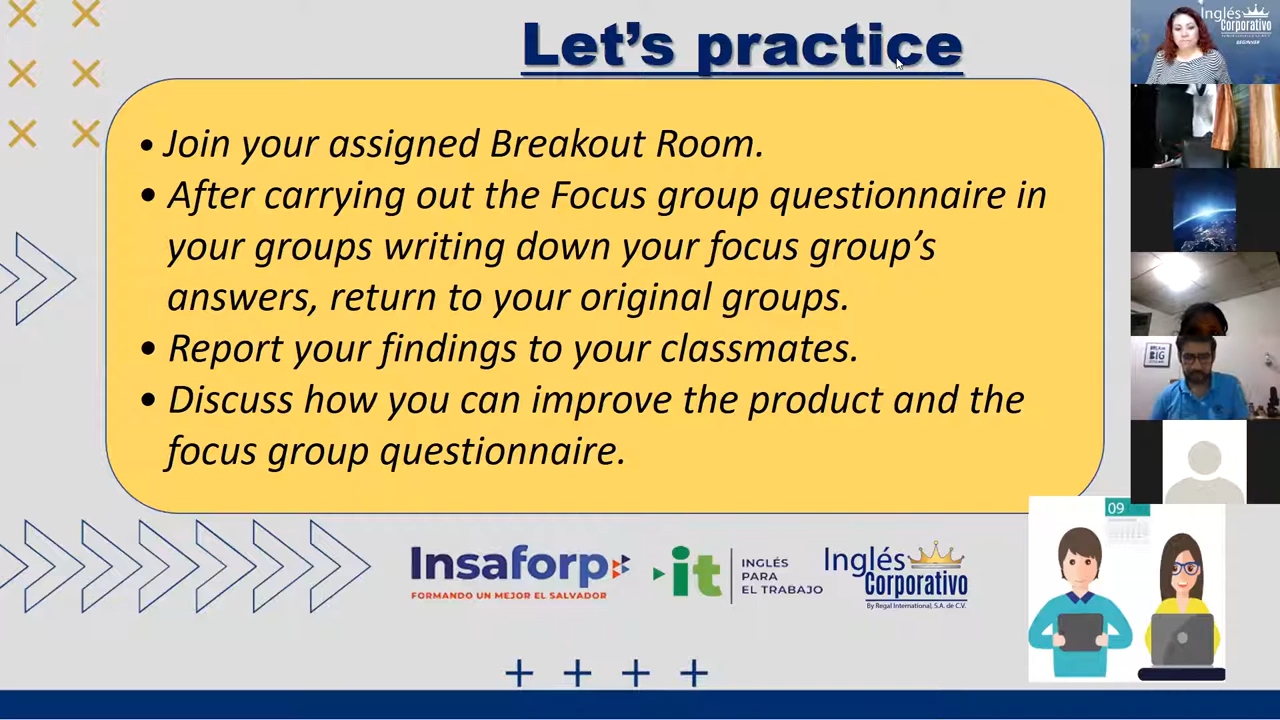 Let's practice
• Join your assigned Breakout Room.
• After carrying out the Focus group questionnaire in
your groups writing down your focus group's
answers, return to your original groups.
• Report your findings to your classmates.
• Discuss how you can improve the product and the
focus group questionnaire.
Inglés
Corporativo
BEGINNER
BIG
09
Insaforp
FORMANDO UN MEJOR EL SALVADOR
it
INGLÉS
PARA
EL TRABAJO
Inglés
Corporativo
By Regal International, S.A. de C.V.